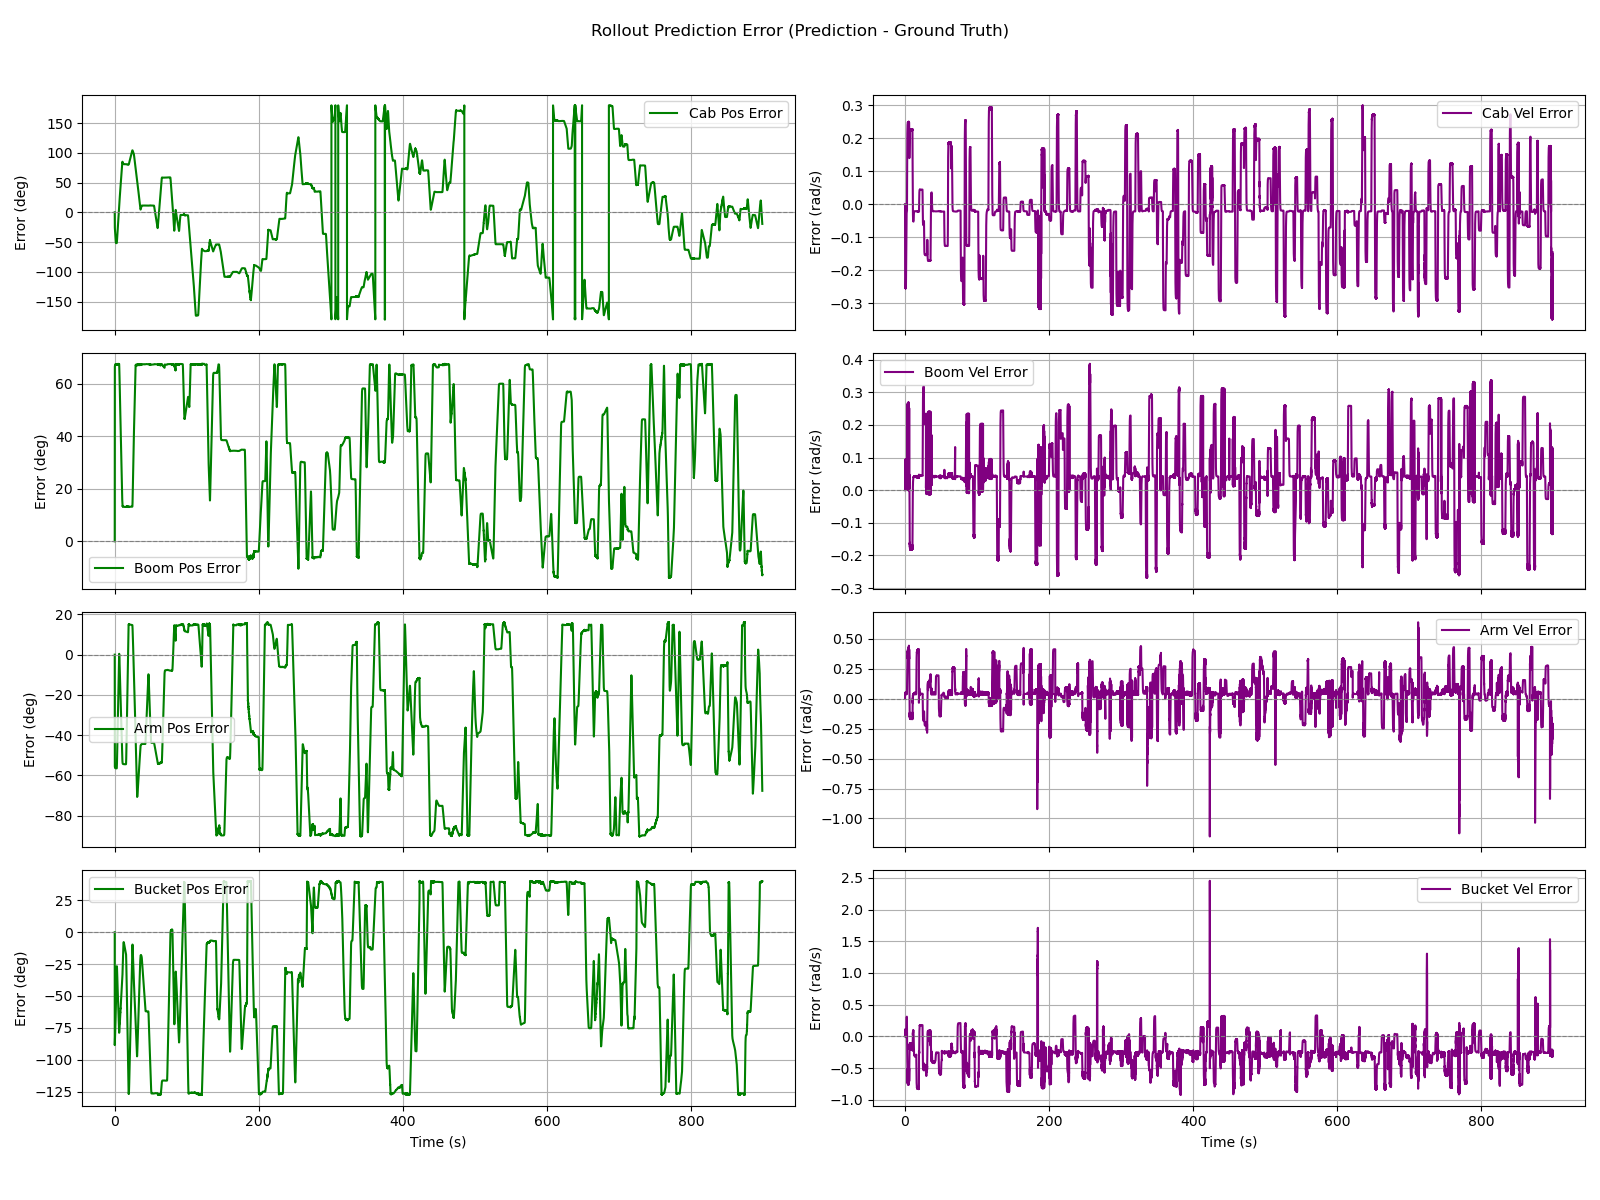 Rollout Prediction Error (Prediction - Ground Truth)
Error (deg)
150
100
50
0
−50
−100
−150
Cab Pos Error
Error (rad/s)
0.3
0.2
0.1
0.0
−0.1
−0.2
−0.3
Cab Vel Error
Error (deg)
60
40
20
0
Boom Pos Error
Error (rad/s)
0.4
0.3
0.2
0.1
0.0
−0.1
−0.2
−0.3
Boom Vel Error
Error (deg)
20
0
−20
−40
−60
−80
Arm Pos Error
Error (rad/s)
0.50
0.25
0.00
−0.25
−0.50
−0.75
−1.00
Arm Vel Error
Error (deg)
25
0
−25
−50
−75
−100
−125
Bucket Pos Error
0 200 400 600 800
Time (s)
Error (rad/s)
2.5
2.0
1.5
1.0
0.5
0.0
−0.5
−1.0
Bucket Vel Error
0 200 400 600 800
Time (s)